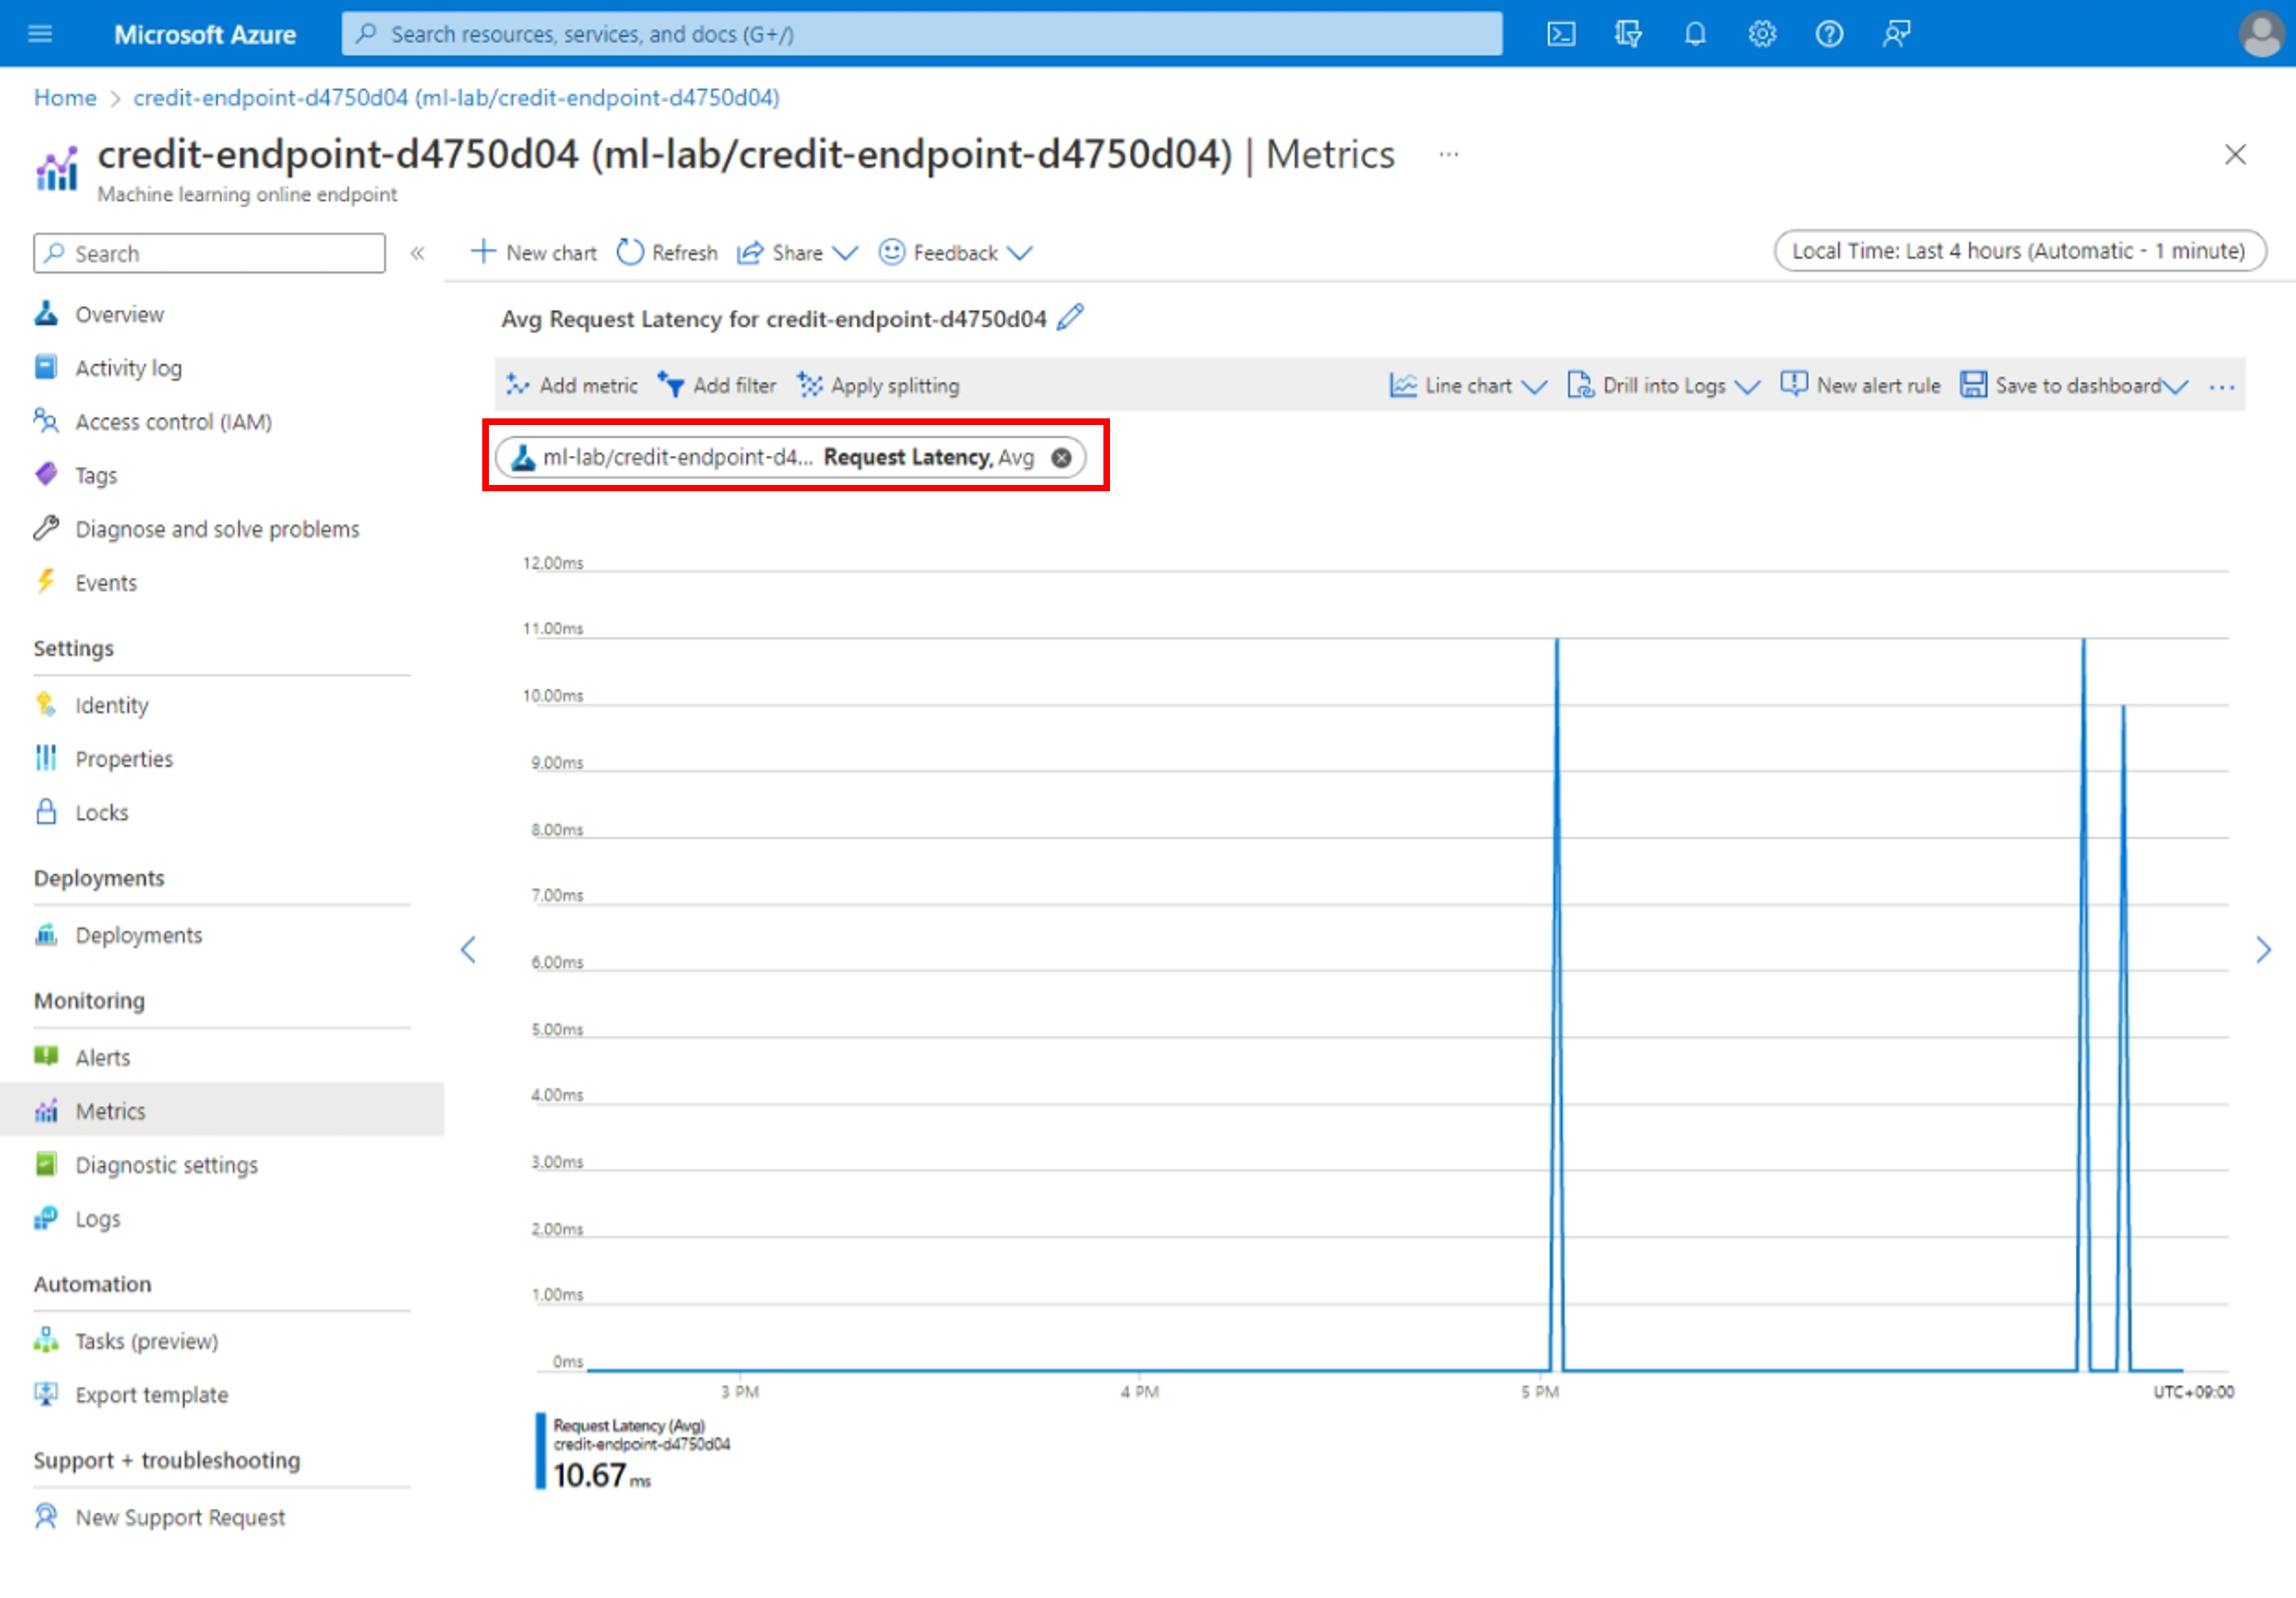 Microsoft Azure
Search resources, services, and docs (G+/)
Home > credit-endpoint-d4750d04 (ml-lab/credit-endpoint-d4750d04)
credit-endpoint-d4750d04 (ml-lab/credit-endpoint-d4750d04) | Metrics ...
Machine learning online endpoint
Search «
New chart Refresh Share Feedback
Local Time: Last 4 hours (Automatic - 1 minute)
Overview
Activity log
Access control (IAM)
Tags
Diagnose and solve problems
Events
Settings
Identity
Properties
Locks
Deployments
Deployments
Monitoring
Alerts
Metrics
Diagnostic settings
Logs
Automation
Tasks (preview)
Export template
Support + troubleshooting
New Support Request
Avg Request Latency for credit-endpoint-d4750d04
Add metric Add filter Apply splitting Line chart Drill into Logs New alert rule Save to dashboard ...
ml-lab/credit-endpoint-d4... Request Latency, Avg
12.00ms
11.00ms
10.00ms
9.00ms
8.00ms
7.00ms
6.00ms
5.00ms
4.00ms
3.00ms
2.00ms
1.00ms
0ms
3 PM 4 PM 5 PM UTC+09:00
Request Latency (Avg)
credit-endpoint-d4750d04
10.67 ms